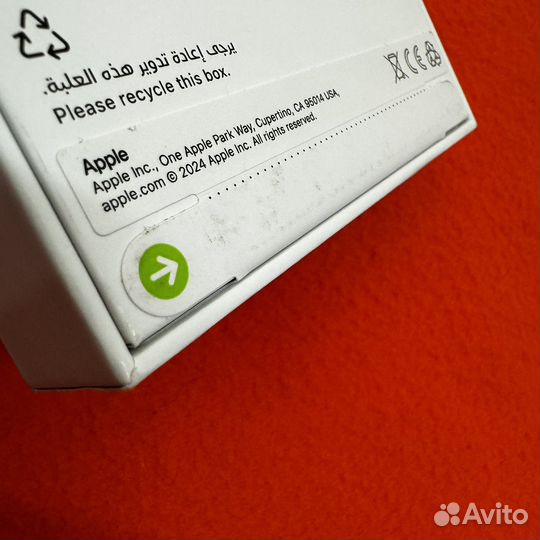 يرجى إعادة تدوير هذه العلبة.
Please recycle this box.
Apple
Apple Inc., One Apple Park Way, Cupertino, CA 95014 USA,
apple.com © 2024 Apple Inc. All rights reserved.
Avito